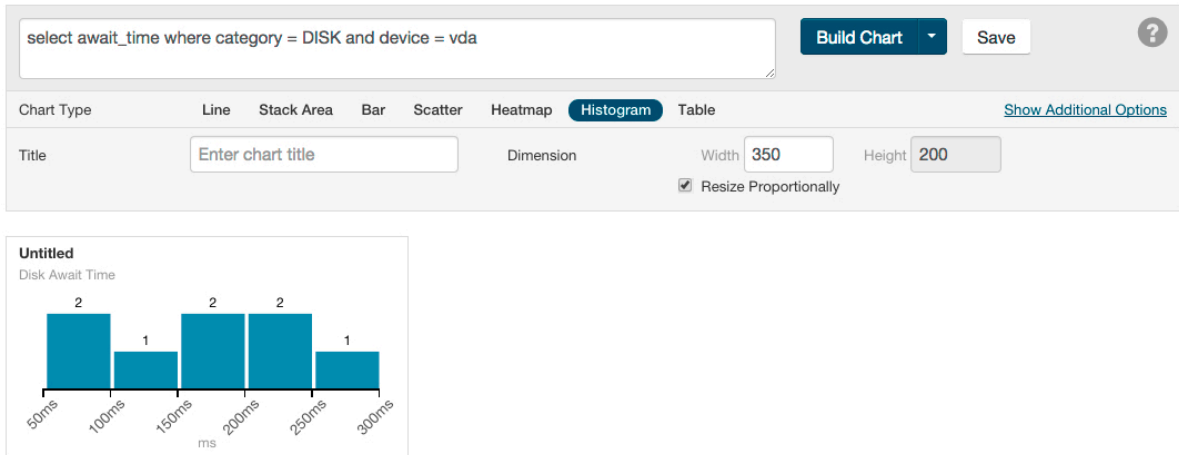 select await_time where category = DISK and device = vda
Build Chart
Save
?
Chart Type Line Stack Area Bar Scatter Heatmap Histogram Table Show Additional Options
Title Enter chart title Dimension Width 350 Height 200
Resize Proportionally
Untitled
Disk Await Time
2 1 2 2 1
50ms 100ms 150ms 200ms 250ms 300ms
ms